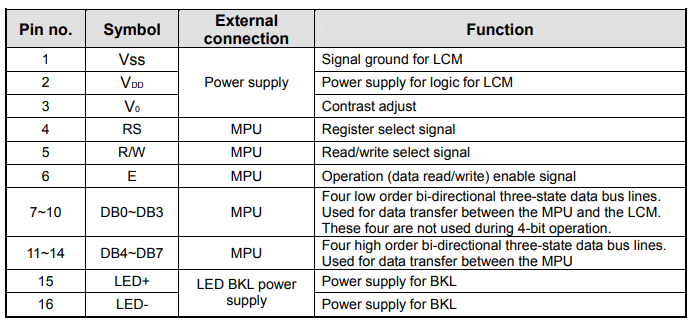 Pin no. Symbol External connection Function
1 Vss Power supply Signal ground for LCM
2 VDD Power supply for logic for LCM
3 V0 Contrast adjust
4 RS MPU Register select signal
5 R/W MPU Read/write select signal
6 E MPU Operation (data read/write) enable signal
7~10 DB0~DB3 MPU Four low order bi-directional three-state data bus lines.
Used for data transfer between the MPU and the LCM.
These four are not used during 4-bit operation.
11~14 DB4~DB7 MPU Four high order bi-directional three-state data bus lines.
Used for data transfer between the MPU
15 LED+ LED BKL power supply Power supply for BKL
16 LED- Power supply for BKL